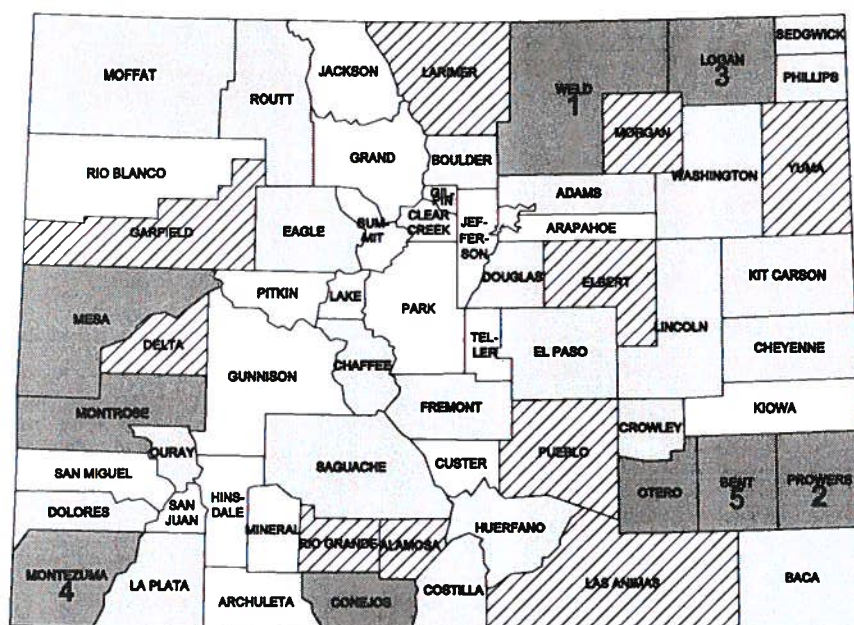 SEDGWICK
MOFFAT
JACKSON
LARIMER
LOGAN
3
PHILLIPS
ROUTT
WELD
1
MORGAN
GRAND
BOULDER
WASHINGTON
YUMA
RIO BLANCO
GIL-
PIN
ADAMS
CLEAR
CREEK
GARFIELD
EAGLE
SUM-
MIT
JEF-
FER-
SON
ARAPAHOE
DOUGLAS
ELBERT
KIT CARSON
PITKIN
LAKE
PARK
MESA
LINCOLN
DELTA
TEL-
LER
EL PASO
CHEYENNE
GUNNISON
CHAFFEE
MONTROSE
FREMONT
KIOWA
CROWLEY
OURAY
PUEBLO
SAN MIGUEL
SAGUACHE
CUSTER
OTERO
BENT
5
PROWERS
2
DOLORES
SAN
JUAN
HINS-
DALE
MINERAL
HUERFANO
RIO GRANDE
ALAMOSA
MONTEZUMA
4
LA PLATA
LAS ANIMAS
BACA
ARCHULETA
CONEJOS
COSTILLA